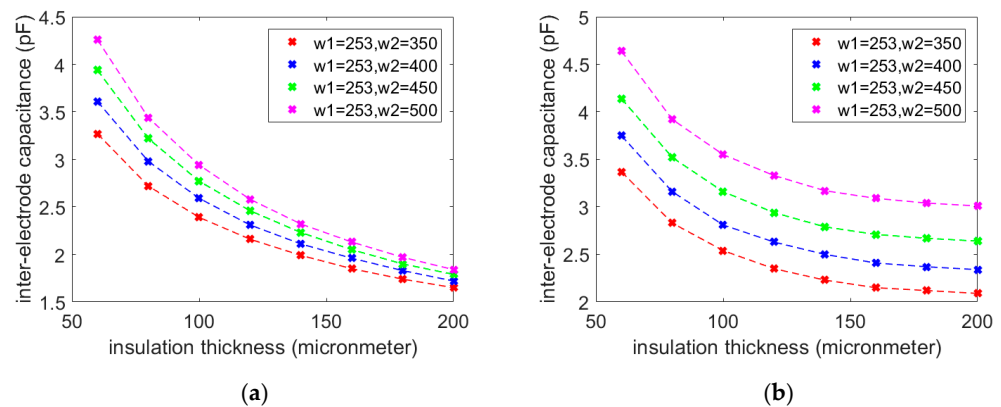 inter-electrode capacitance (pF)
4.5
4
3.5
3
2.5
2
1.5
50
100
150
200
insulation thickness (micronmeter)
w1=253,w2=350
w1=253,w2=400
w1=253,w2=450
w1=253,w2=500
(a)
inter-electrode capacitance (pF)
5
4.5
4
3.5
3
2.5
2
50
100
150
200
insulation thickness (micronmeter)
w1=253,w2=350
w1=253,w2=400
w1=253,w2=450
w1=253,w2=500
(b)